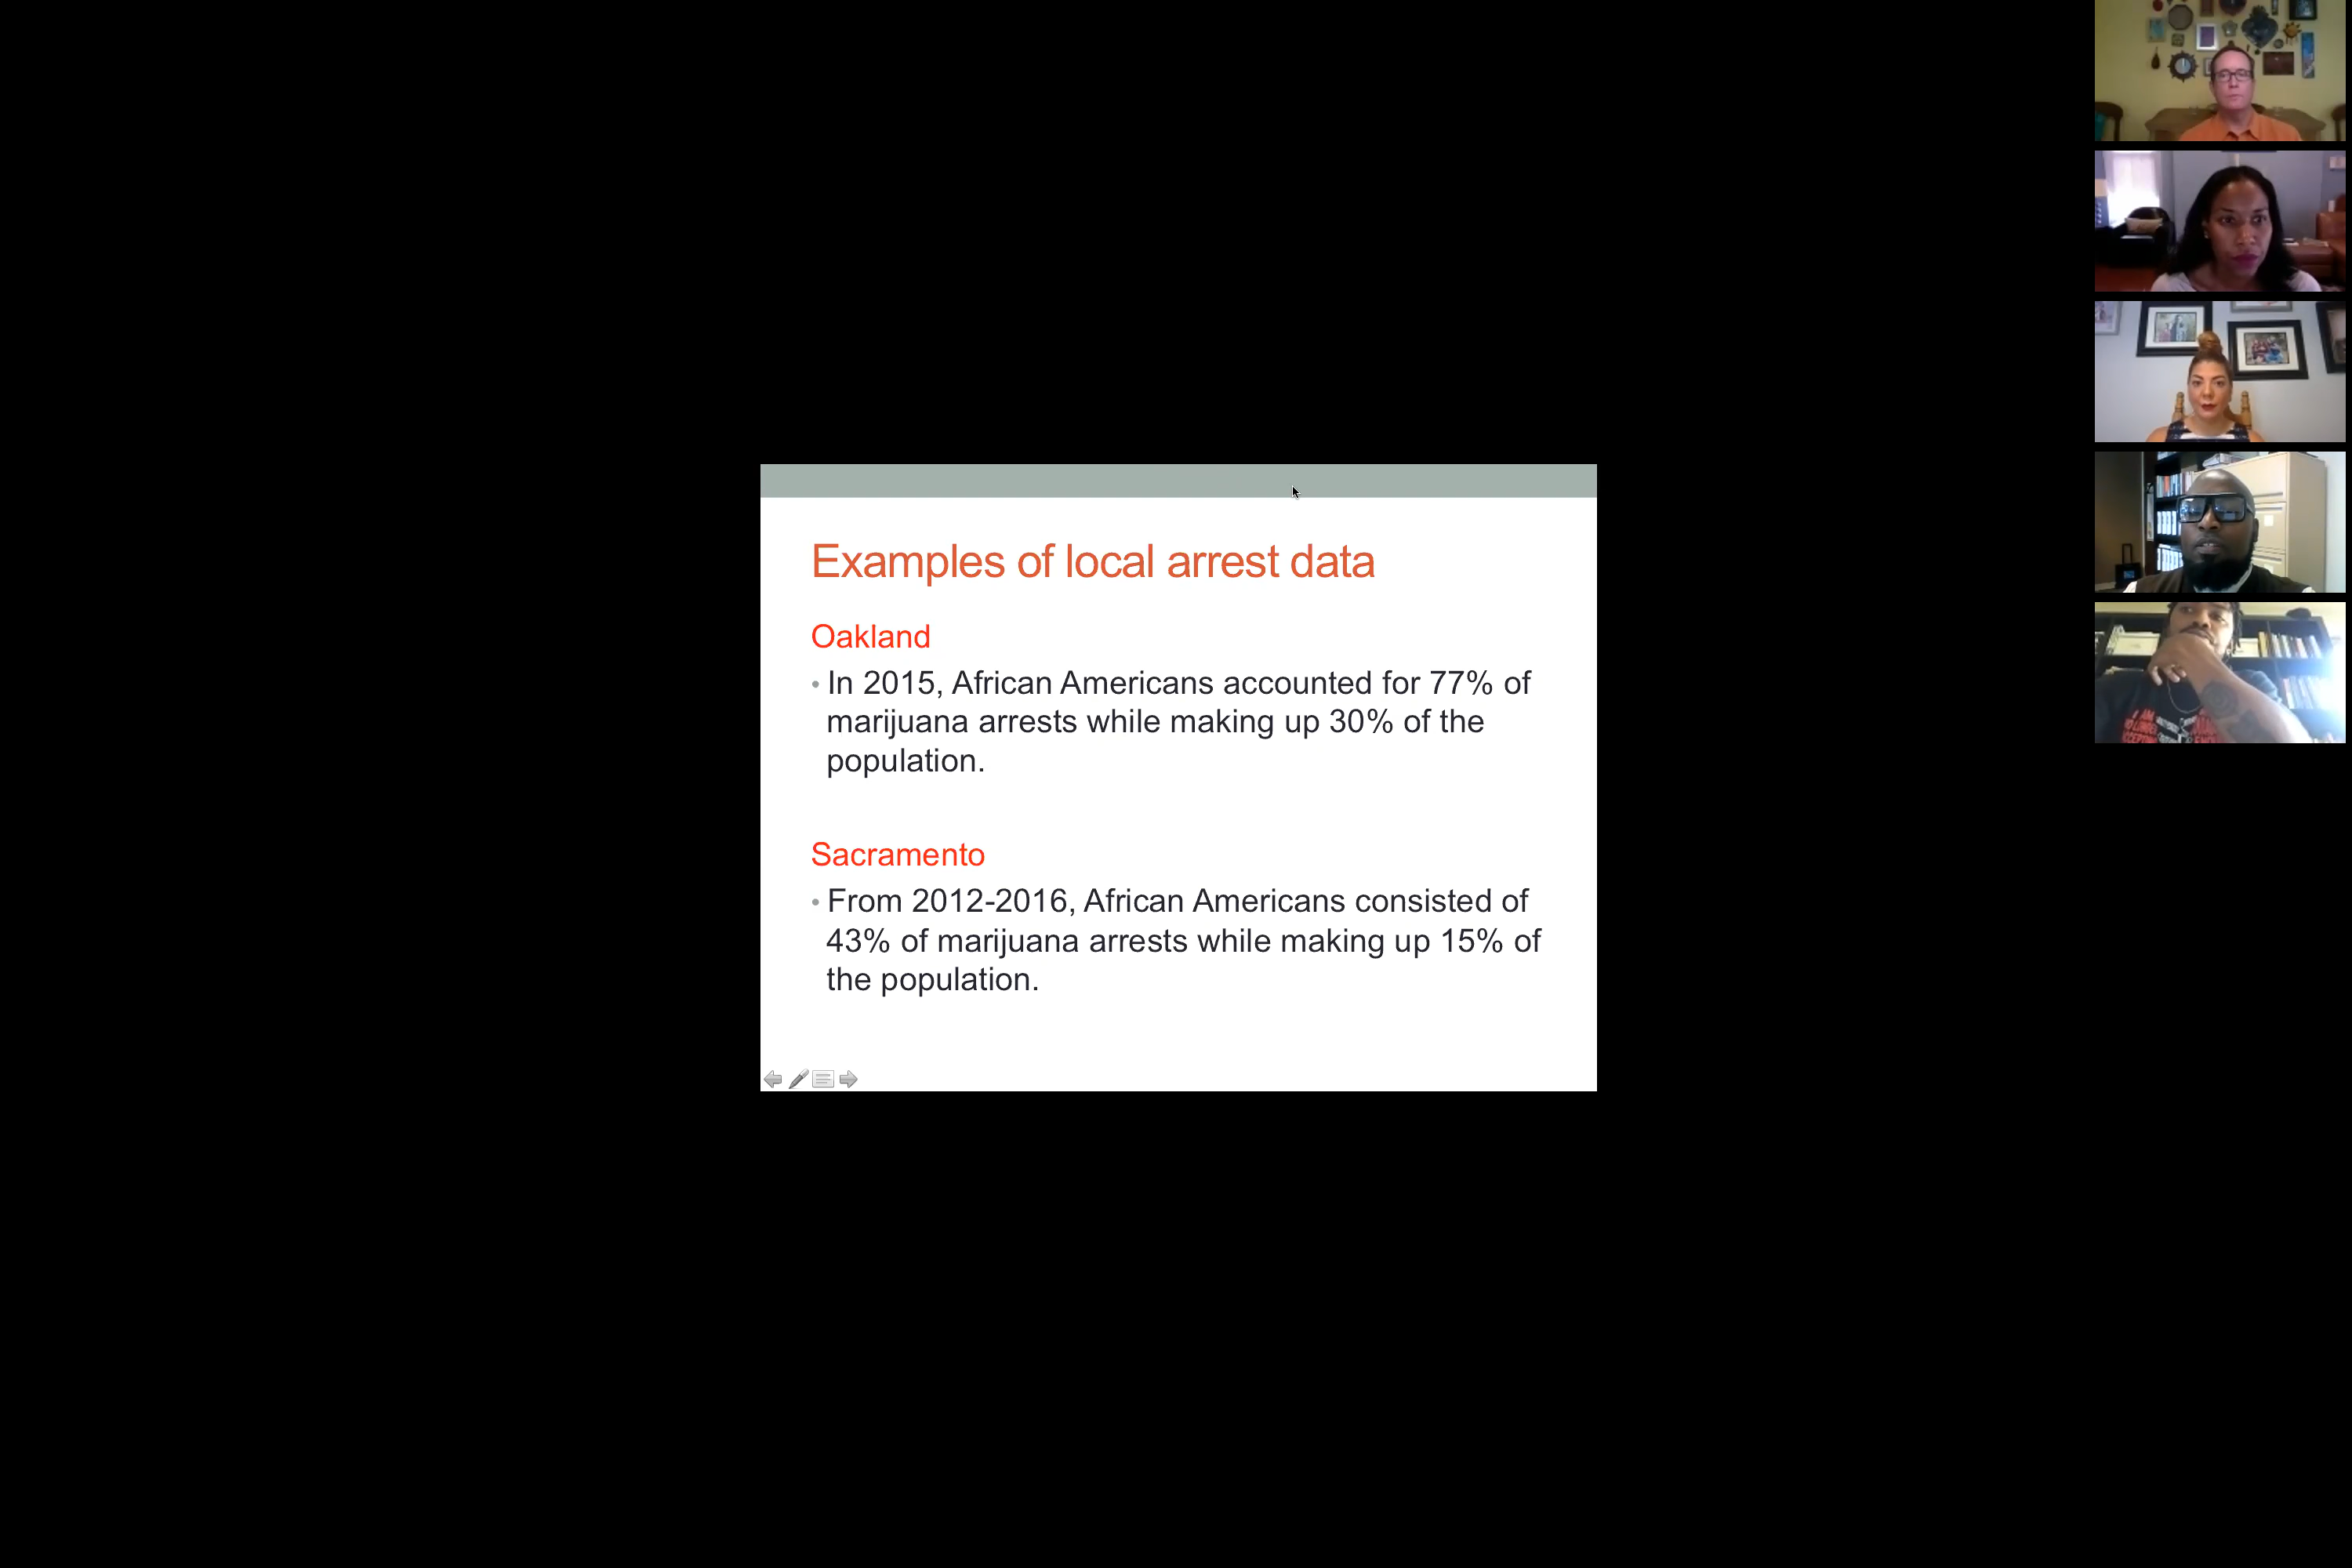 Examples of local arrest data
Oakland
• In 2015, African Americans accounted for 77% of
marijuana arrests while making up 30% of the
population.
Sacramento
• From 2012-2016, African Americans consisted of
43% of marijuana arrests while making up 15% of
the population.